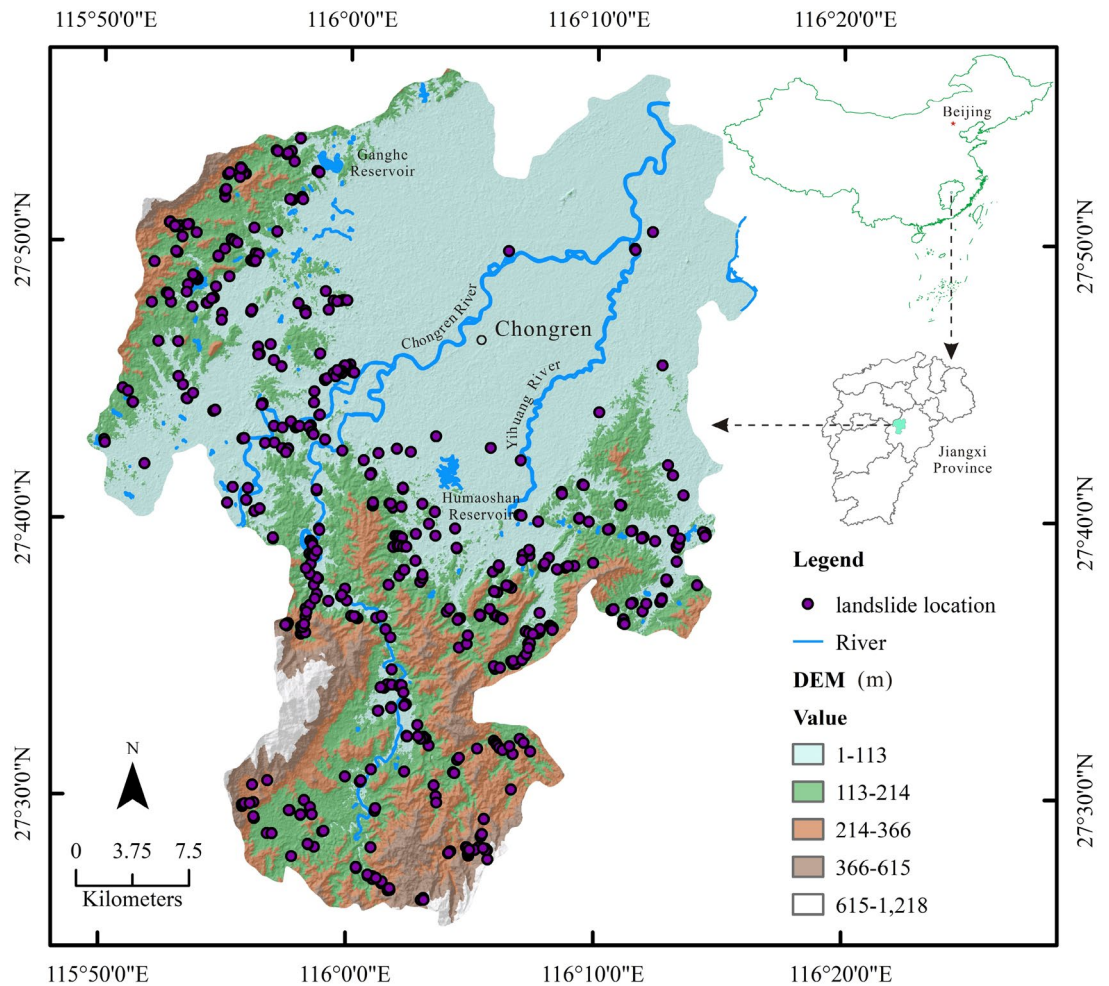 115°50'0"E
116°0'0"E
116°10'0"E
116°20'0"E
27°50'0"N
27°40'0"N
27°30'0"N
27°50'0"N
27°40'0"N
27°30'0"N
Beijing
Ganghe
Reservoir
Chongren River
Chongren
Yihuang River
Jiangxi
Province
Humaoshan
Reservoir
Legend
landslide location
River
DEM (m)
Value
1-113
113-214
214-366
366-615
615-1,218
N
0 3.75 7.5
Kilometers
115°50'0"E
116°0'0"E
116°10'0"E
116°20'0"E